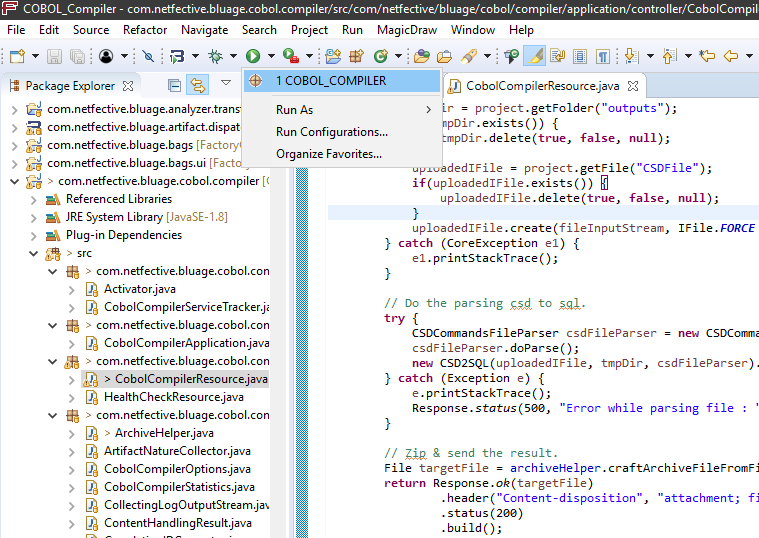 COBOL_Compiler - com.netfective.bluage.cobol.compiler/src/com/netfective/bluage/cobol/compiler/application/controller/CobolCompil
File Edit Source Refactor Navigate Search Project Run MagicDraw Window Help
Package Explorer
CobolCompilerResource.java
1 COBOL_COMPILER
Run As
Run Configurations...
Organize Favorites...
com.netfective.bluage.analyzer.trans
com.netfective.bluage.artifact.dispat
com.netfective.bluage.bags [Factory
com.netfective.bluage.bags.ui [Facto
> com.netfective.bluage.cobol.compiler [
Referenced Libraries
JRE System Library [JavaSE-1.8]
Plug-in Dependencies
> src
> com.netfective.bluage.cobol.con
Activator.java
CobolCompilerServiceTracker.ja
> com.netfective.bluage.cobol.con
CobolCompilerApplication.java
> com.netfective.bluage.cobol.con
> CobolCompilerResource.java
HealthCheckResource.java
> com.netfective.bluage.cobol.con
> ArchiveHelper.java
ArtifactNatureCollector.java
CobolCompilerOptions.java
CobolCompilerStatistics.java
CollectingLogOutputStream.java
ContentHandlingResult.java
ir = project.getFolder("outputs");
mpDir.exists()) {
tmpDir.delete(true, false, null);
uploadedIFile = project.getFile("CSDFile");
if(uploadedIFile.exists()) {
uploadedIFile.delete(true, false, null);
}
uploadedIFile.create(fileInputStream, IFile.FORCE
} catch (CoreException e1) {
e1.printStackTrace();
}
// Do the parsing csd to sql.
try {
CSDCommandsFileParser csdFileParser = new CSDComma
csdFileParser.doParse();
new CSD2SQL(uploadedIFile, tmpDir, csdFileParser).
} catch (Exception e) {
e.printStackTrace();
Response.status(500, "Error while parsing file : "
}
// Zip & send the result.
File targetFile = archiveHelper.craftArchiveFileFromFi
return Response.ok(targetFile)
.header("Content-disposition", "attachment; fi
.status(200)
.build();